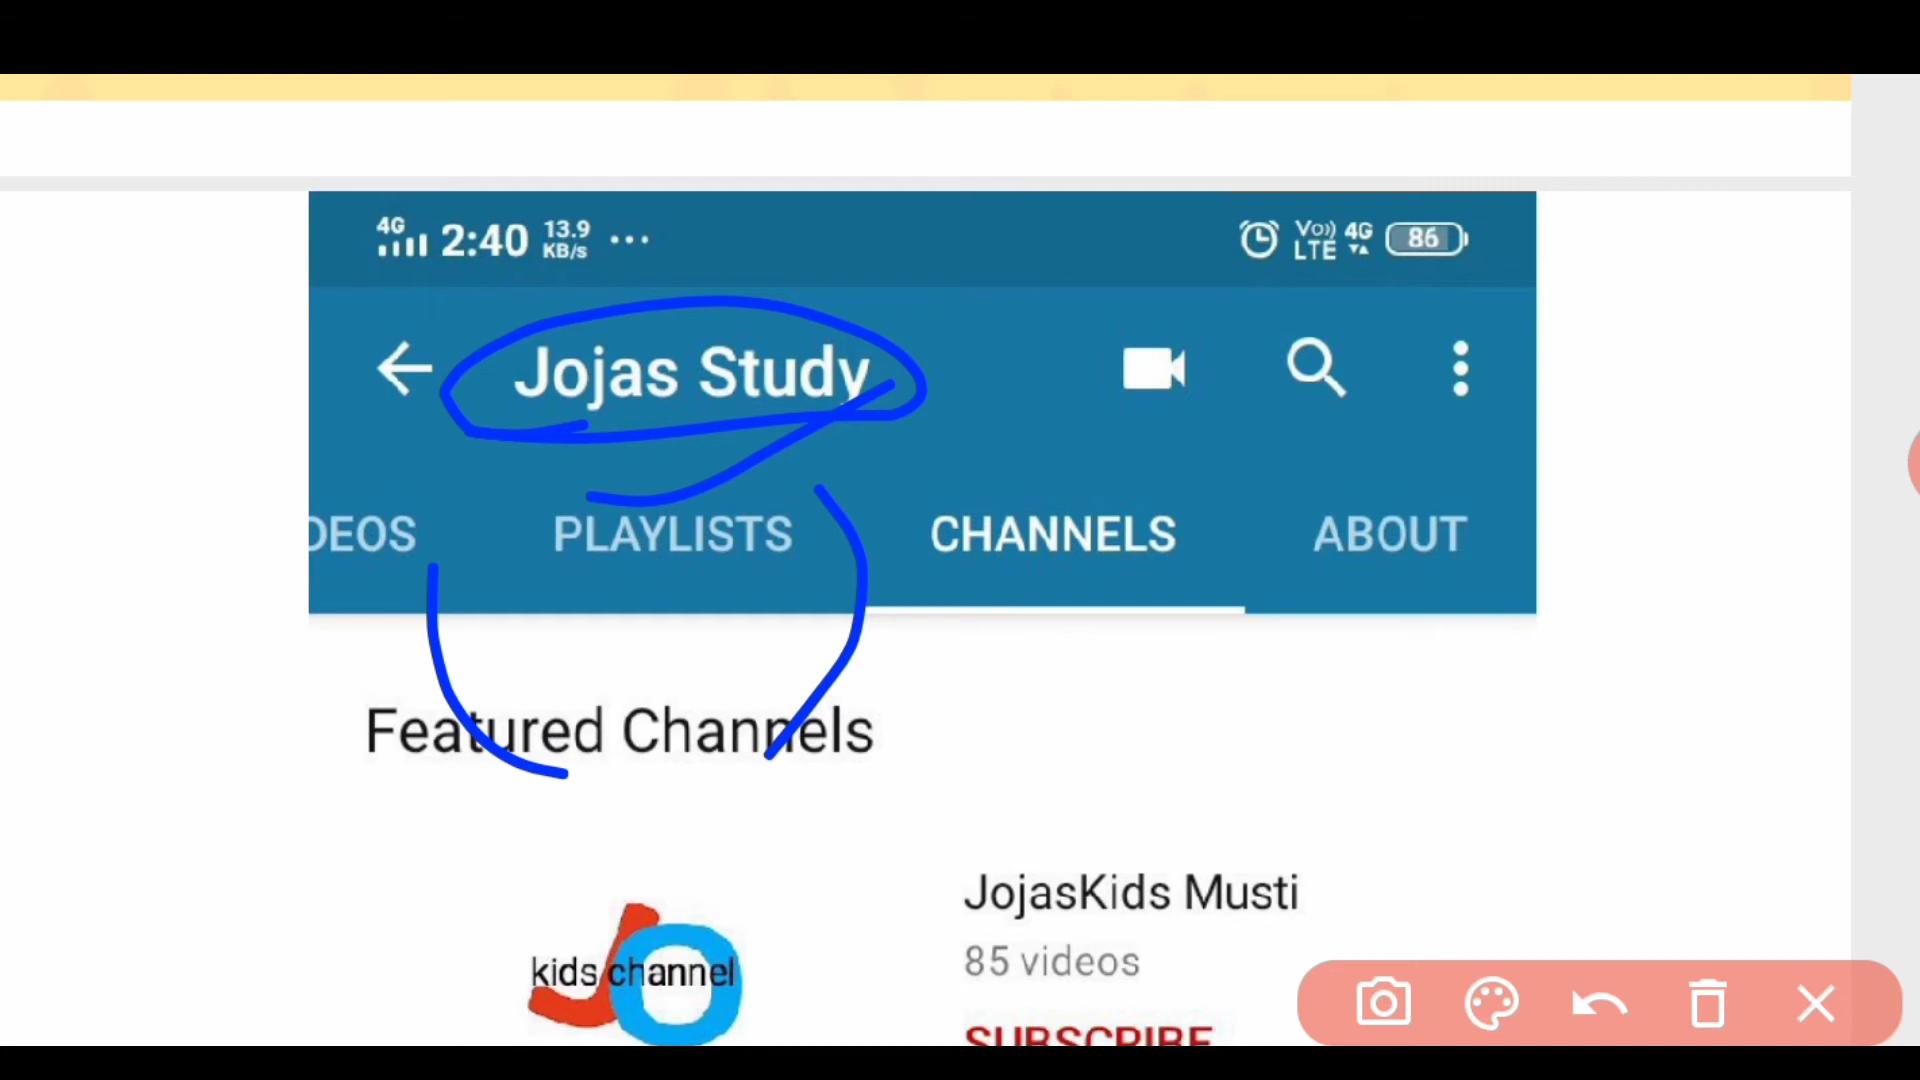 4G 2:40 13.9 KB/s ... Vo)) LTE 4G 86
Jojas Study
DEOS PLAYLISTS CHANNELS ABOUT
Featured Channels
kids channel
JojasKids Musti
85 videos
SUBSCRIBE